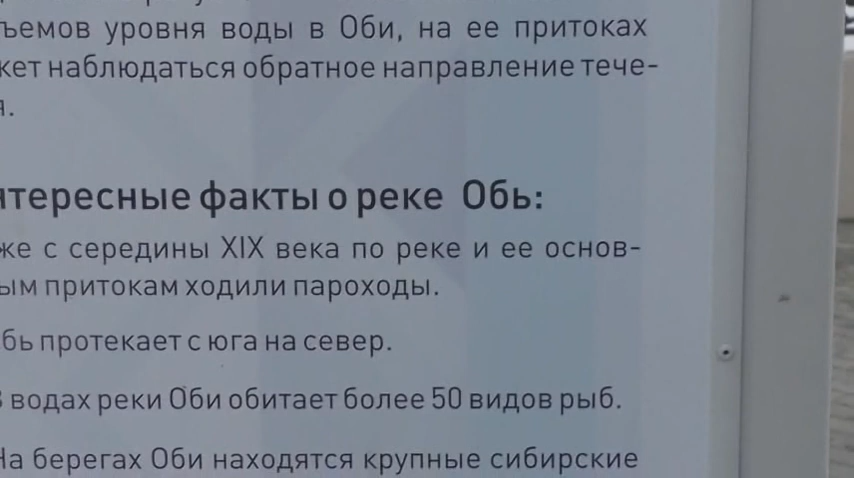 ъемов уровня воды в Оби, на ее притоках
жет наблюдаться обратное направление тече-
я.
нтересные факты о реке Обь:
же с середины XIX века по реке и ее основ-
ым притокам ходили пароходы.
бь протекает с юга на север.
В водах реки Оби обитает более 50 видов рыб.
На берегах Оби находятся крупные сибирские